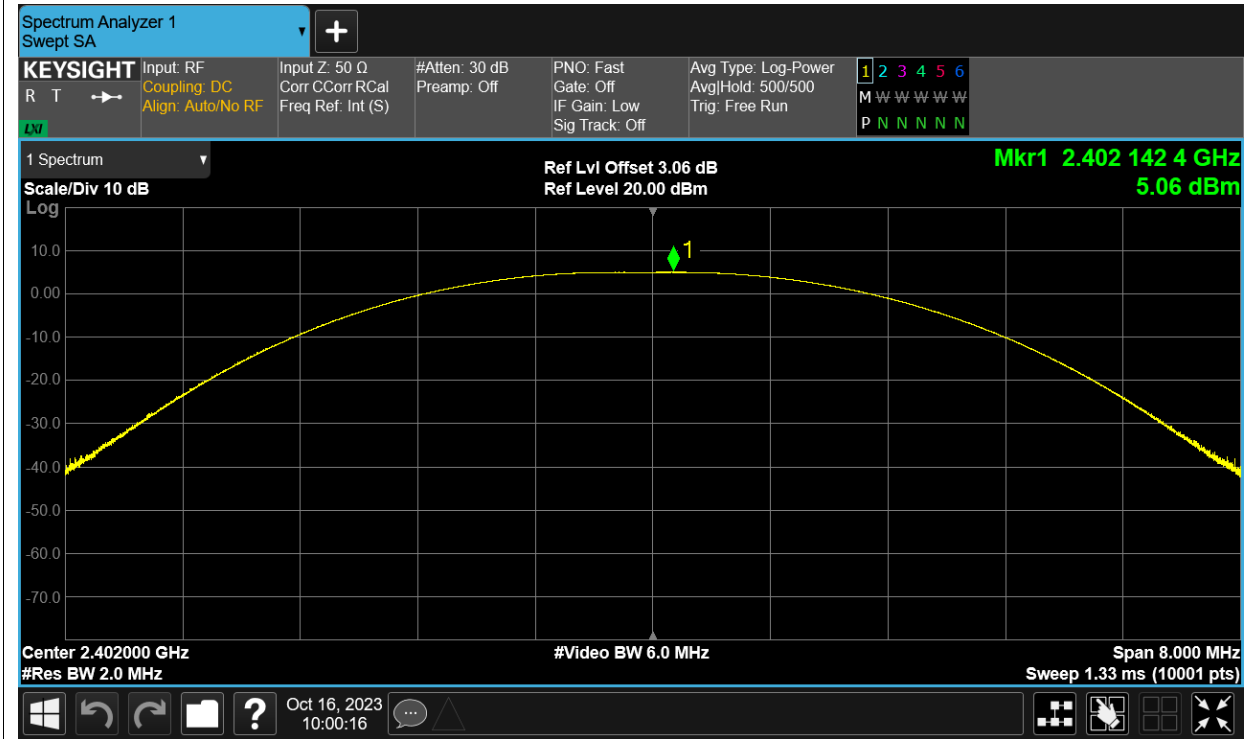 Spectrum Analyzer 1
Swept SA
KEYSIGHT
R T
LXI
Input: RF
Coupling: DC
Align: Auto/No RF
Input Z: 50 Ω
Corr CCorr RCal
Freq Ref: Int (S)
#Atten: 30 dB
Preamp: Off
PNO: Fast
Gate: Off
IF Gain: Low
Sig Track: Off
Avg Type: Log-Power
Avg|Hold: 500/500
Trig: Free Run
1 2 3 4 5 6
M W W W W W W
P N N N N N N
1 Spectrum
Scale/Div 10 dB
Log
Ref Lvl Offset 3.06 dB
Ref Level 20.00 dBm
Mkr1 2.402 142 4 GHz
5.06 dBm
1
10.0
0.00
-10.0
-20.0
-30.0
-40.0
-50.0
-60.0
-70.0
Center 2.402000 GHz
#Res BW 2.0 MHz
#Video BW 6.0 MHz
Span 8.000 MHz
Sweep 1.33 ms (10001 pts)
?
Oct 16, 2023
10:00:16